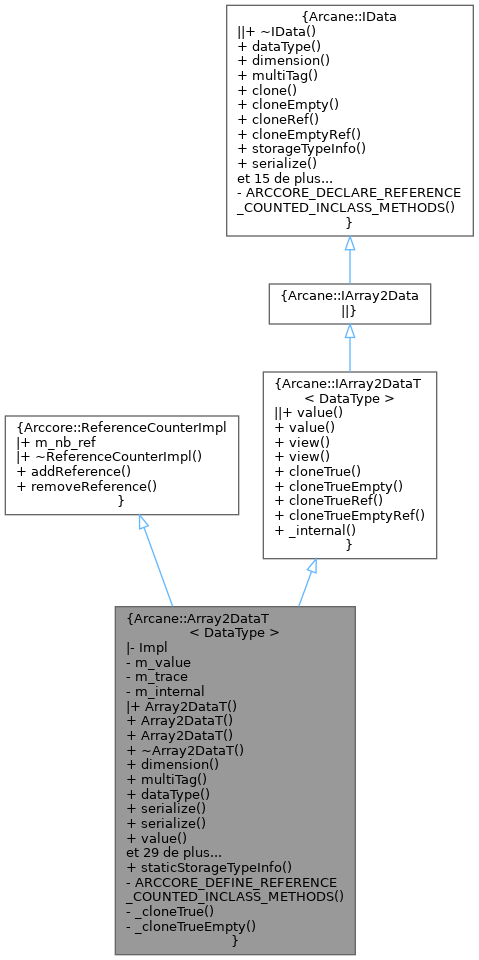 {Arcane::IData
||+ ~IData()
+ dataType()
+ dimension()
+ multiTag()
+ clone()
+ cloneEmpty()
+ cloneRef()
+ cloneEmptyRef()
+ storageTypeInfo()
+ serialize()
et 15 de plus...
- ARCCORE_DECLARE_REFERENCE
_COUNTED_INCLASS_METHODS()
}
{Arcane::IArray2Data
||}
{Arcane::IArray2DataT
< DataType >
||+ value()
+ value()
+ view()
+ view()
+ cloneTrue()
+ cloneTrueEmpty()
+ cloneTrueRef()
+ cloneTrueEmptyRef()
+ _internal()
}
{Arccore::ReferenceCounterImpl
|+ m_nb_ref
|+ ~ReferenceCounterImpl()
+ addReference()
+ removeReference()
}
{Arcane::Array2DataT
< DataType >
|- Impl
- m_value
- m_trace
- m_internal
|+ Array2DataT()
+ Array2DataT()
+ Array2DataT()
+ ~Array2DataT()
+ dimension()
+ multiTag()
+ dataType()
+ serialize()
+ serialize()
+ value()
et 29 de plus...
+ staticStorageTypeInfo()
- ARCCORE_DEFINE_REFERENCE
_COUNTED_INCLASS_METHODS()
- _cloneTrue()
- _cloneTrueEmpty()
}